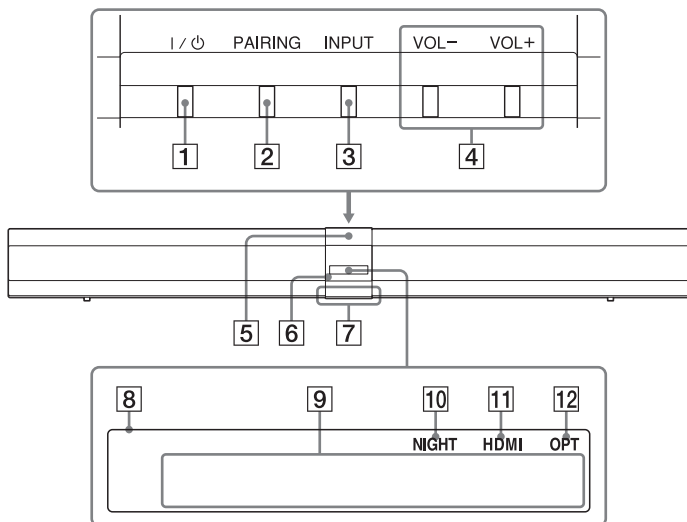 I / ⏻ PAIRING INPUT VOL− VOL+
1 2 3 4
5 6 7
8 9 10 11 12
NIGHT HDMI OPT